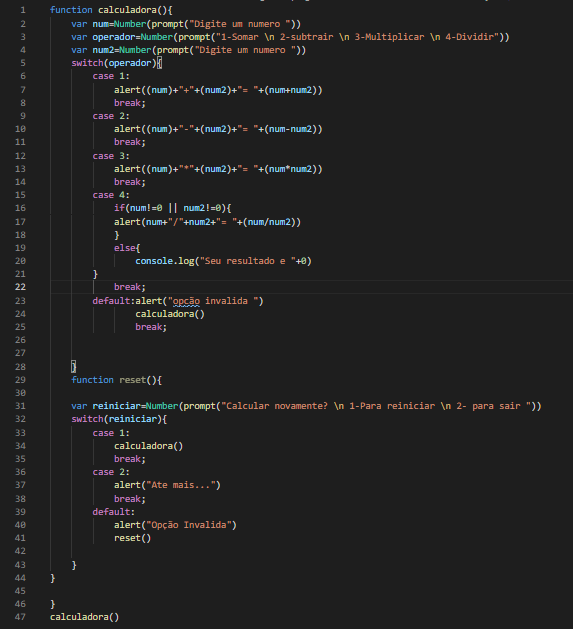 1 function calculadora(){
2 var num=Number(prompt("Digite um numero "))
3 var operador=Number(prompt("1-Somar \n 2-subtrair \n 3-Multiplicar \n 4-Dividir"))
4 var num2=Number(prompt("Digite um numero "))
5 switch(operador){
6 case 1:
7 alert((num)+"+"+(num2)+"= "+(num+num2))
8 break;
9 case 2:
10 alert((num)+"-"+(num2)+"= "+(num-num2))
11 break;
12 case 3:
13 alert((num)+"*"+(num2)+"= "+(num*num2))
14 break;
15 case 4:
16 if(num!=0 || num2!=0){
17 alert(num+"/"+num2+"= "+(num/num2))
18 }
19 else{
20 console.log("Seu resultado e "+0)
21 }
22 break;
23 default:alert("opcão invalida ")
24 calculadora()
25 break;
26
27
28 }
29 function reset(){
30
31 var reiniciar=Number(prompt("Calcular novamente? \n 1-Para reiniciar \n 2- para sair "))
32 switch(reiniciar){
33 case 1:
34 calculadora()
35 break;
36 case 2:
37 alert("Ate mais...")
38 break;
39 default:
40 alert("Opção Invalida")
41 reset()
42
43 }
44 }
45
46 }
47 calculadora()